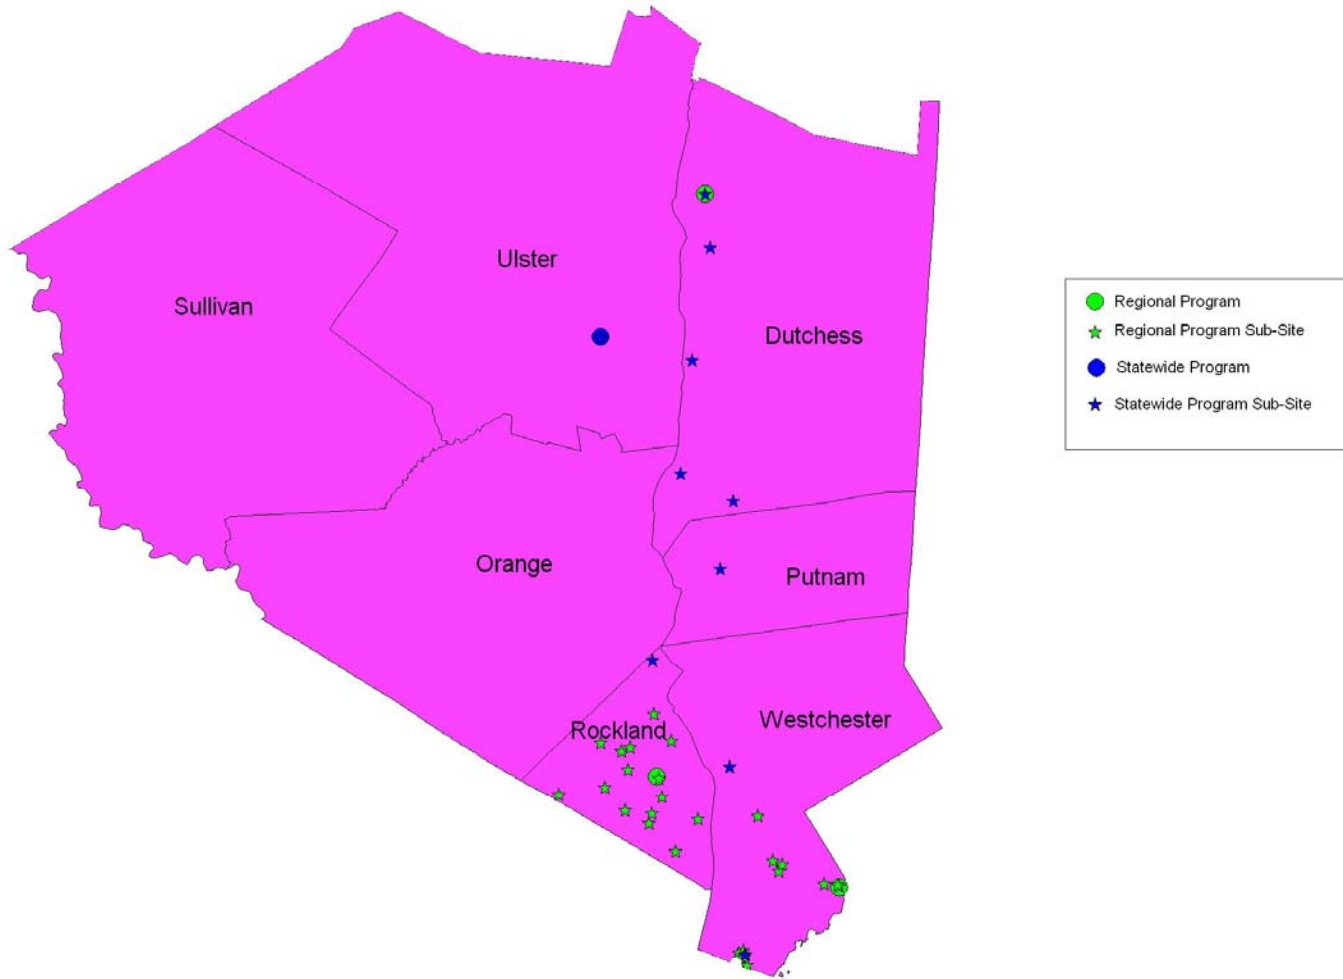 Ulster
Sullivan
Dutchess
Orange
Putnam
Westchester
Rockland
Regional Program
Regional Program Sub-Site
Statewide Program
Statewide Program Sub-Site